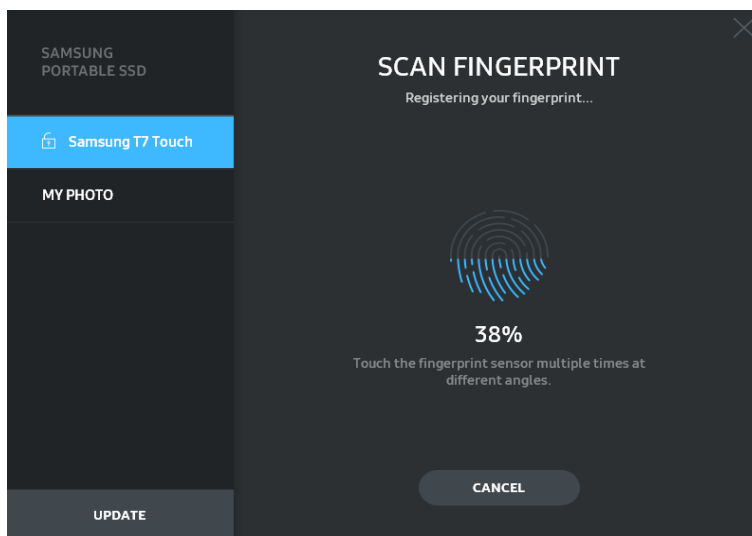 SAMSUNG
PORTABLE SSD
Samsung T7 Touch
MY PHOTO
UPDATE
SCAN FINGERPRINT
Registering your fingerprint...
38%
Touch the fingerprint sensor multiple times at
different angles.
CANCEL